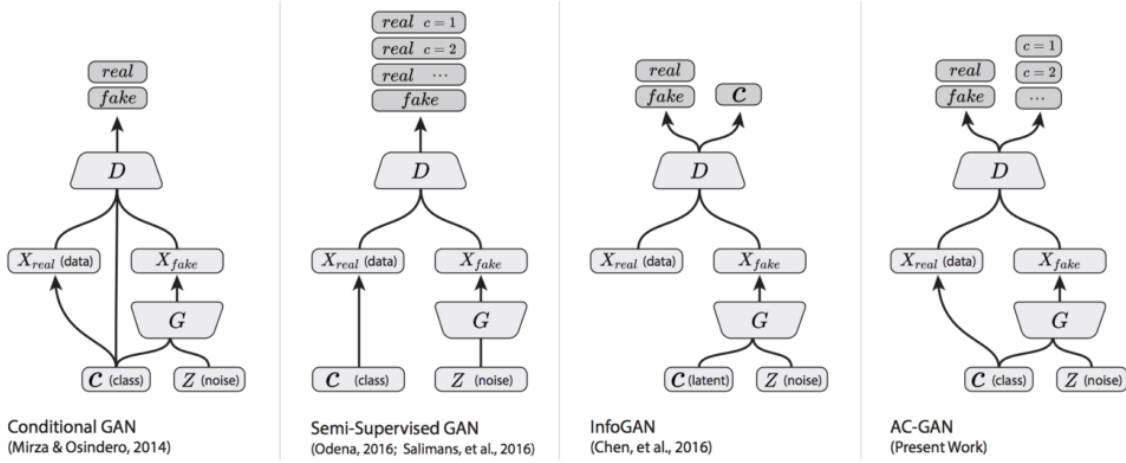 real
fake
D
X_real (data)
X_fake
G
C (class)
Z (noise)
Conditional GAN
(Mirza & Osindero, 2014)
real c = 1
real c = 2
real ...
fake
D
X_real (data)
X_fake
G
C (class)
Z (noise)
Semi-Supervised GAN
(Odena, 2016; Salimans, et al., 2016)
real
fake
C
D
X_real (data)
X_fake
G
C (latent)
Z (noise)
InfoGAN
(Chen, et al., 2016)
real
fake
c = 1
c = 2
...
D
X_real (data)
X_fake
G
C (class)
Z (noise)
AC-GAN
(Present Work)